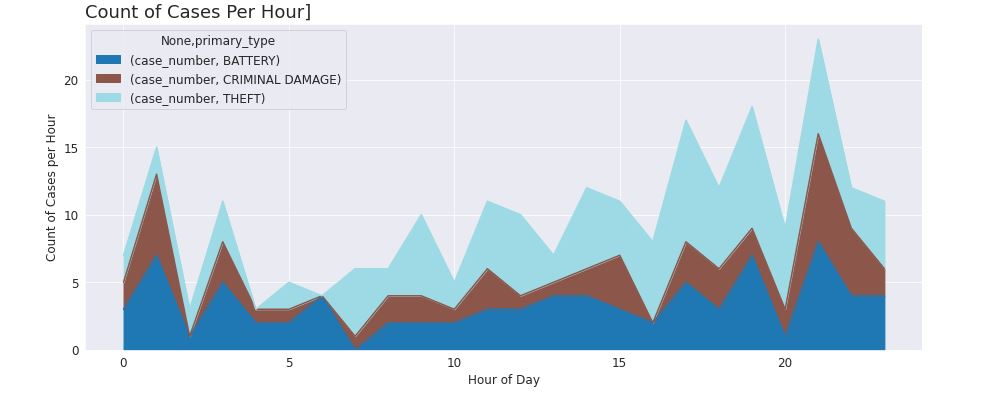 Count of Cases Per Hour]
None,primary_type
(case_number, BATTERY)
(case_number, CRIMINAL DAMAGE)
(case_number, THEFT)
Count of Cases per Hour
20
15
10
5
0
0 5 10 15 20
Hour of Day